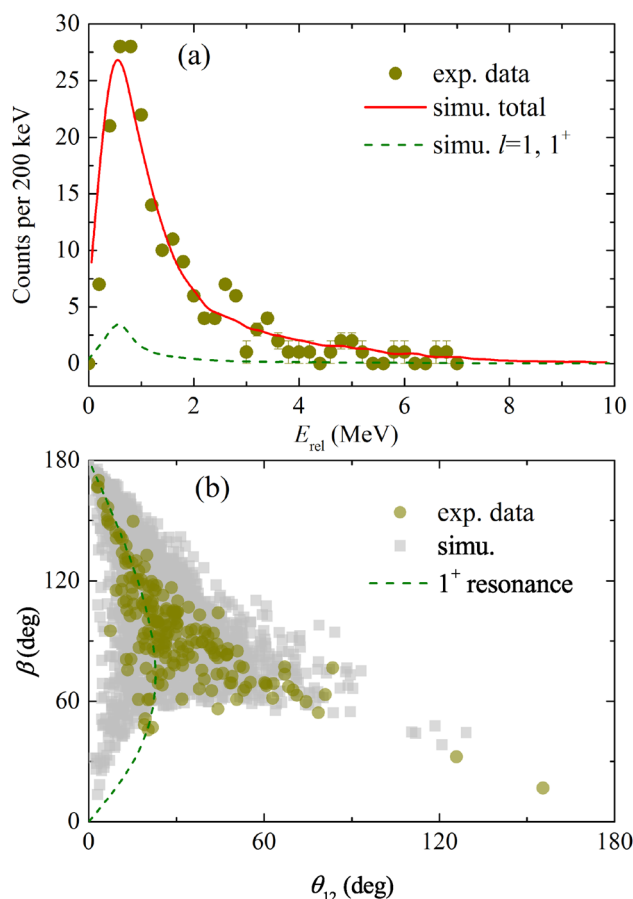 30
25
20
15
10
5
0
Counts per 200 keV
(a)
exp. data
simu. total
simu. l=1, 1⁺
0 2 4 6 8 10
E_rel (MeV)
180
120
60
0
β (deg)
(b)
exp. data
simu.
1⁺ resonance
0 60 120 180
θ₁₂ (deg)